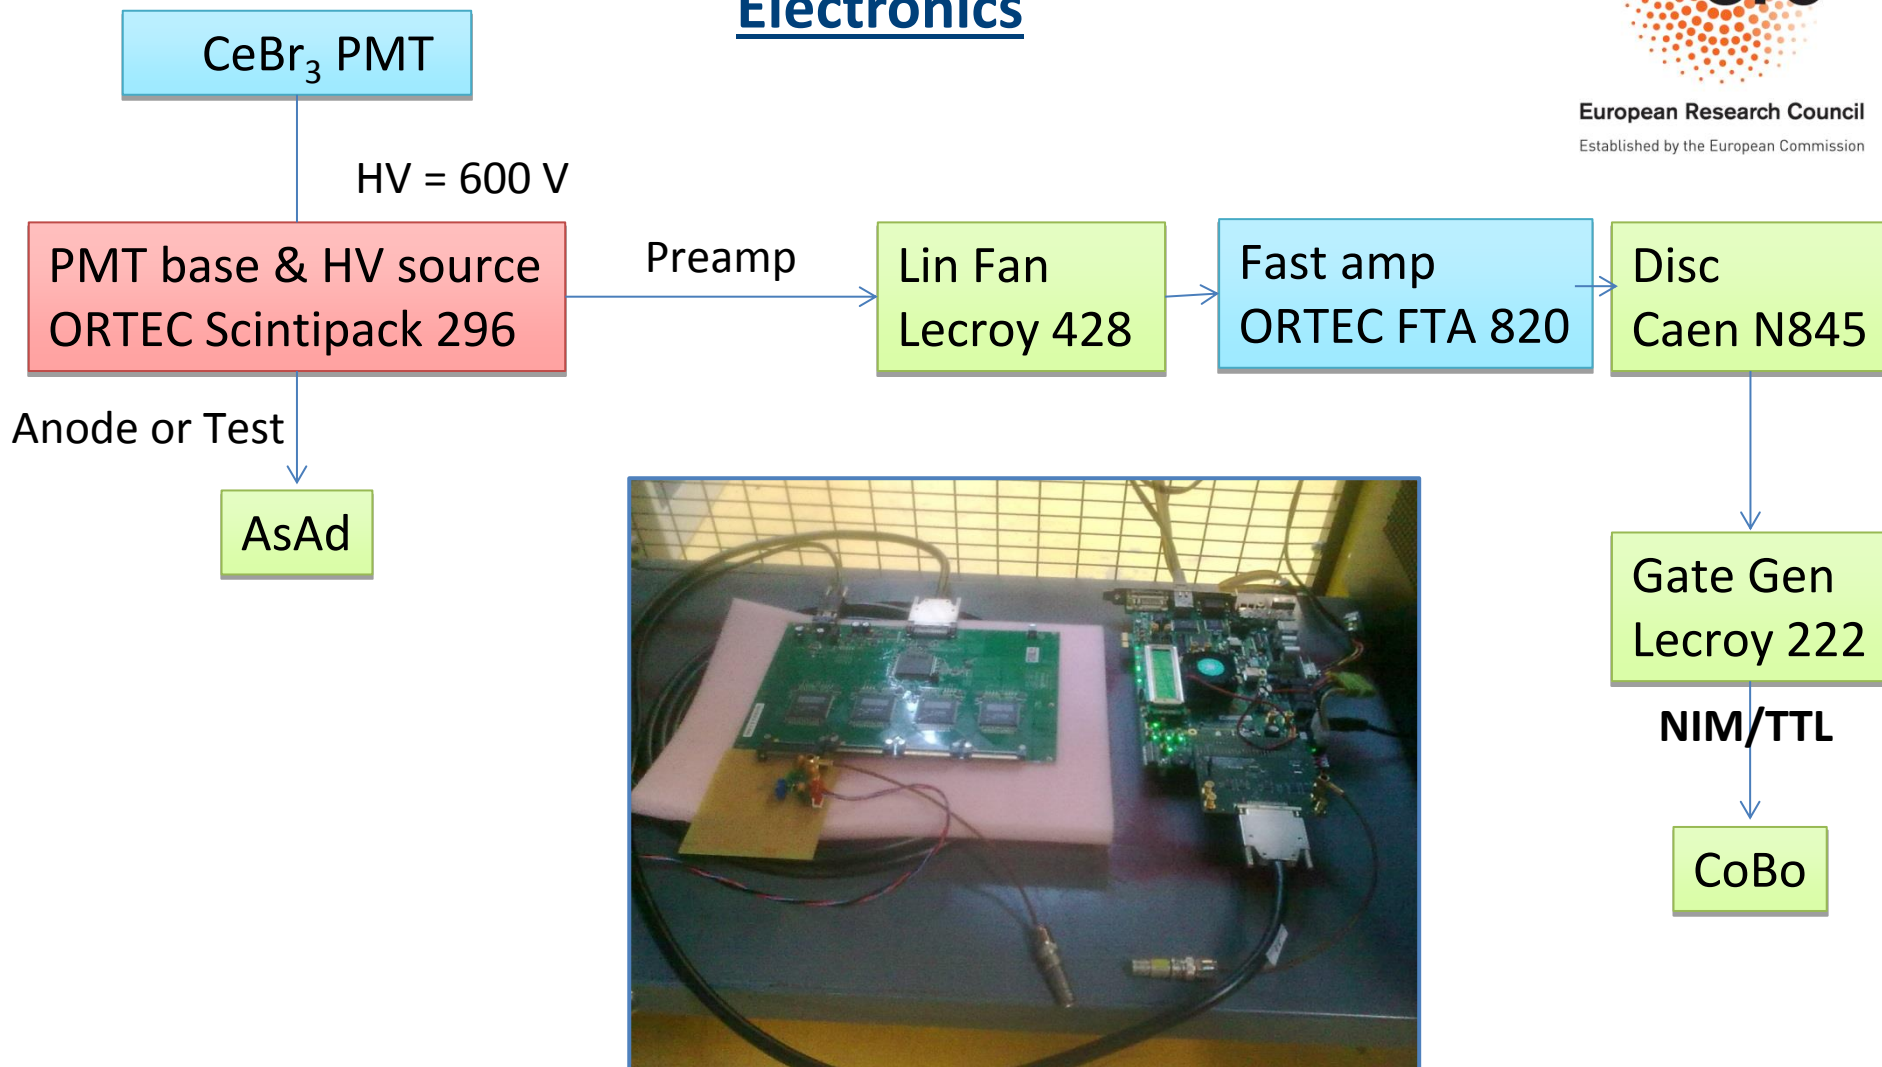 Electronics
CeBr₃ PMT
European Research Council
Established by the European Commission
HV = 600 V
PMT base & HV source
ORTEC Scintipack 296
Preamp
Lin Fan
Lecroy 428
Fast amp
ORTEC FTA 820
Disc
Caen N845
Anode or Test
AsAd
Gate Gen
Lecroy 222
NIM/TTL
CoBo